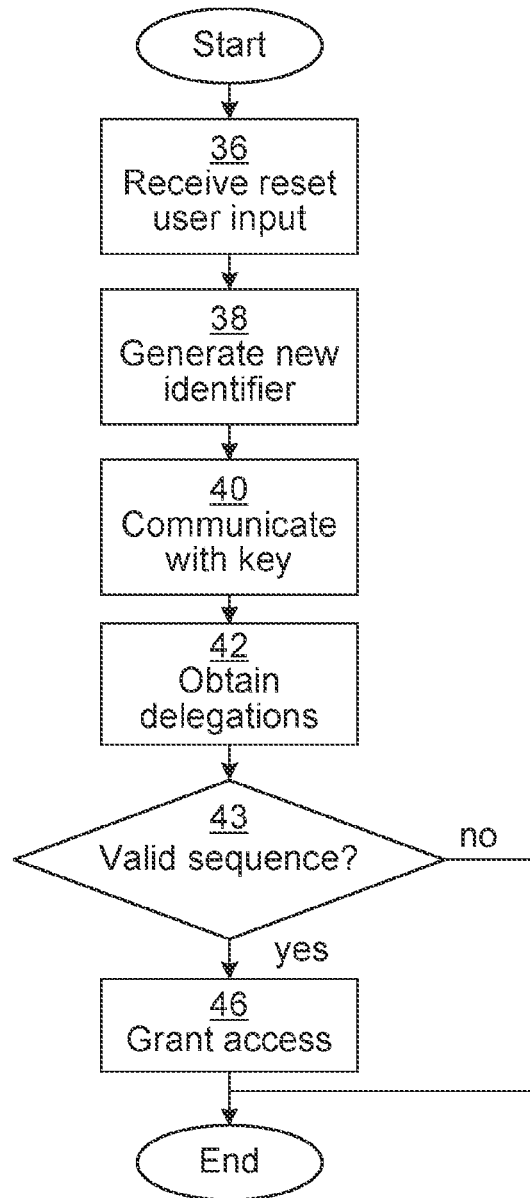 Start
36
Receive reset
user input
38
Generate new
identifier
40
Communicate
with key
42
Obtain
delegations
43
Valid sequence?
no
yes
46
Grant access
End